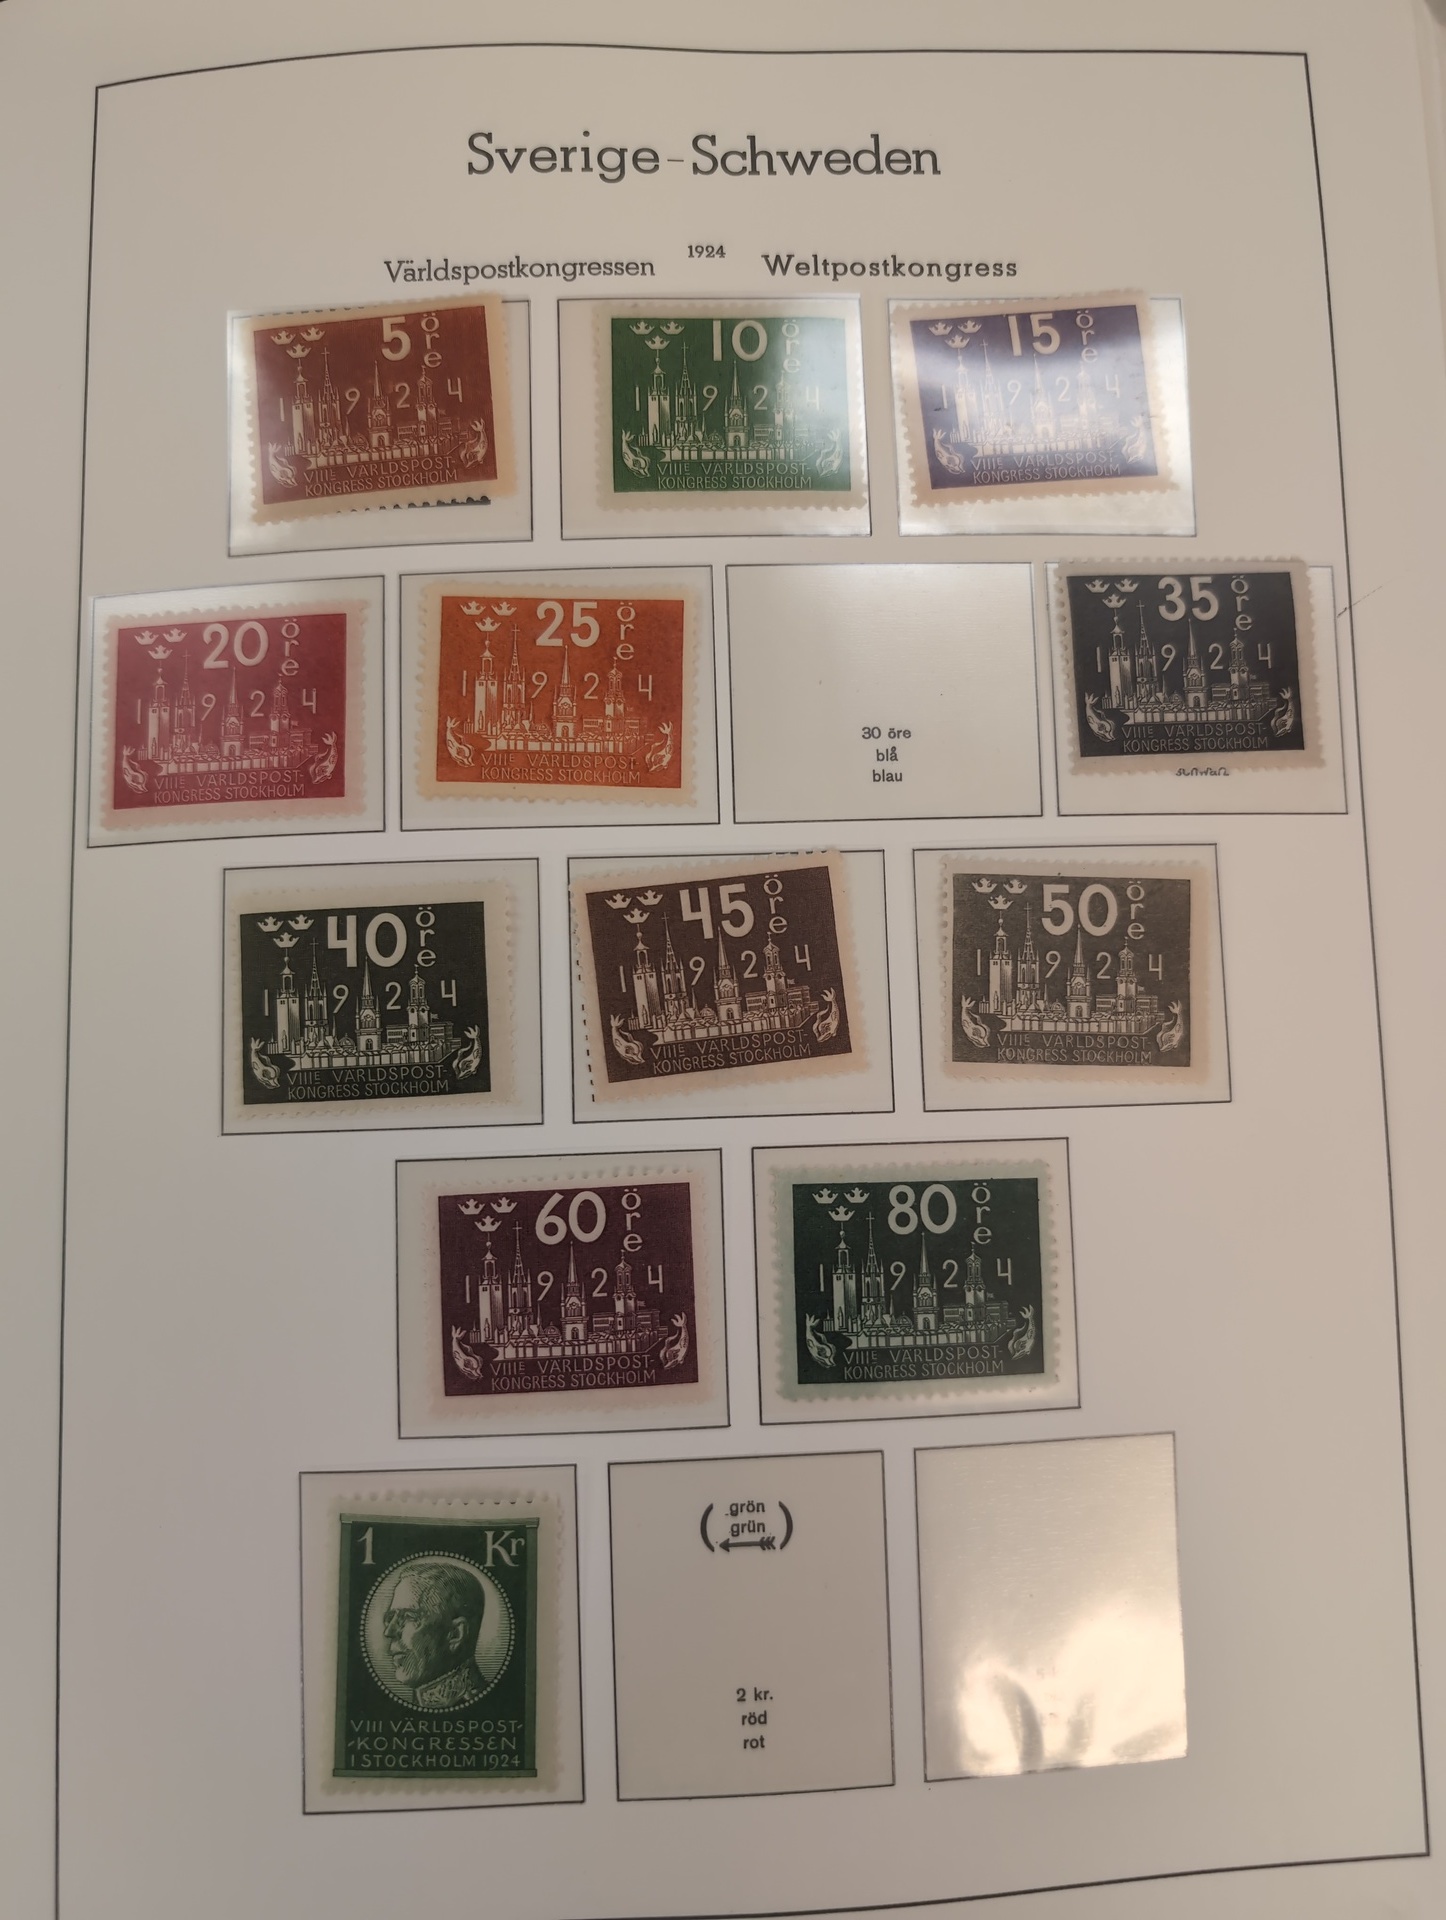 Sverige-Schweden
1924
Världspostkongressen Weltpostkongress
5 öre
1924
VIIIE VÄRLDSPOST-
KONGRESS STOCKHOLM
10 öre
1924
VIIIE VÄRLDSPOST-
KONGRESS STOCKHOLM
15 öre
1924
VIIIE VÄRLDSPOST-
KONGRESS STOCKHOLM
20 öre
1924
VIIIE VÄRLDSPOST-
KONGRESS STOCKHOLM
25 öre
1924
VIIIE VÄRLDSPOST-
KONGRESS STOCKHOLM
30 öre
blå
blau
35 öre
1924
VIIIE VÄRLDSPOST-
KONGRESS STOCKHOLM
40 öre
1924
VIIIE VÄRLDSPOST-
KONGRESS STOCKHOLM
45 öre
1924
VIIIE VÄRLDSPOST-
KONGRESS STOCKHOLM
50 öre
1924
VIIIE VÄRLDSPOST-
KONGRESS STOCKHOLM
60 öre
1924
VIIIE VÄRLDSPOST-
KONGRESS STOCKHOLM
80 öre
1924
VIIIE VÄRLDSPOST-
KONGRESS STOCKHOLM
1 Kr
VIII VÄRLDSPOST-
-KONGRESSEN
I STOCKHOLM 1924
(grön
grün)
2 kr.
röd
rot